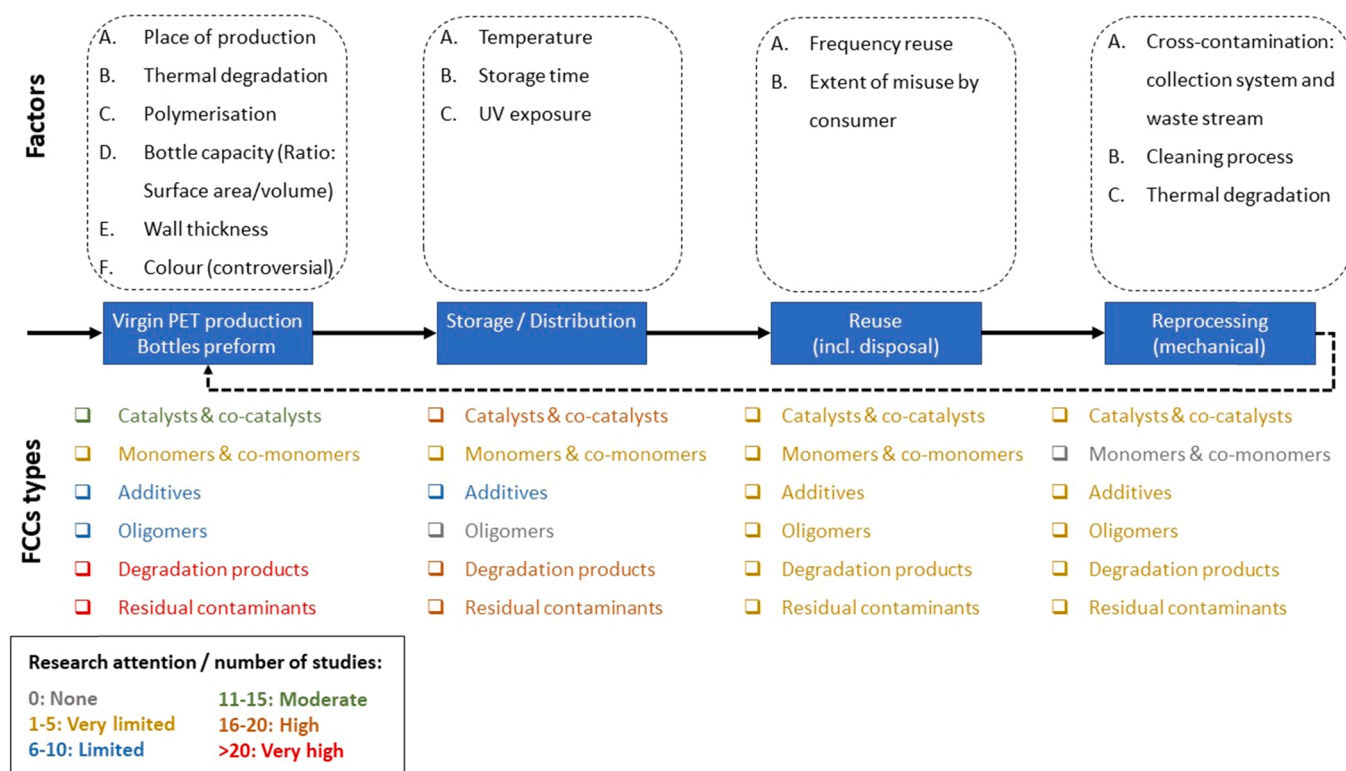 Factors
A. Place of production
B. Thermal degradation
C. Polymerisation
D. Bottle capacity (Ratio:
Surface area/volume)
E. Wall thickness
F. Colour (controversial)
A. Temperature
B. Storage time
C. UV exposure
A. Frequency reuse
B. Extent of misuse by
consumer
A. Cross-contamination:
collection system and
waste stream
B. Cleaning process
C. Thermal degradation
Virgin PET production
Bottles preform
Storage / Distribution
Reuse
(incl. disposal)
Reprocessing
(mechanical)
FCCs types
Catalysts & co-catalysts
Monomers & co-monomers
Additives
Oligomers
Degradation products
Residual contaminants
Catalysts & co-catalysts
Monomers & co-monomers
Additives
Oligomers
Degradation products
Residual contaminants
Catalysts & co-catalysts
Monomers & co-monomers
Additives
Oligomers
Degradation products
Residual contaminants
Catalysts & co-catalysts
Monomers & co-monomers
Additives
Oligomers
Degradation products
Residual contaminants
Research attention / number of studies:
0: None
1-5: Very limited
6-10: Limited
11-15: Moderate
16-20: High
>20: Very high